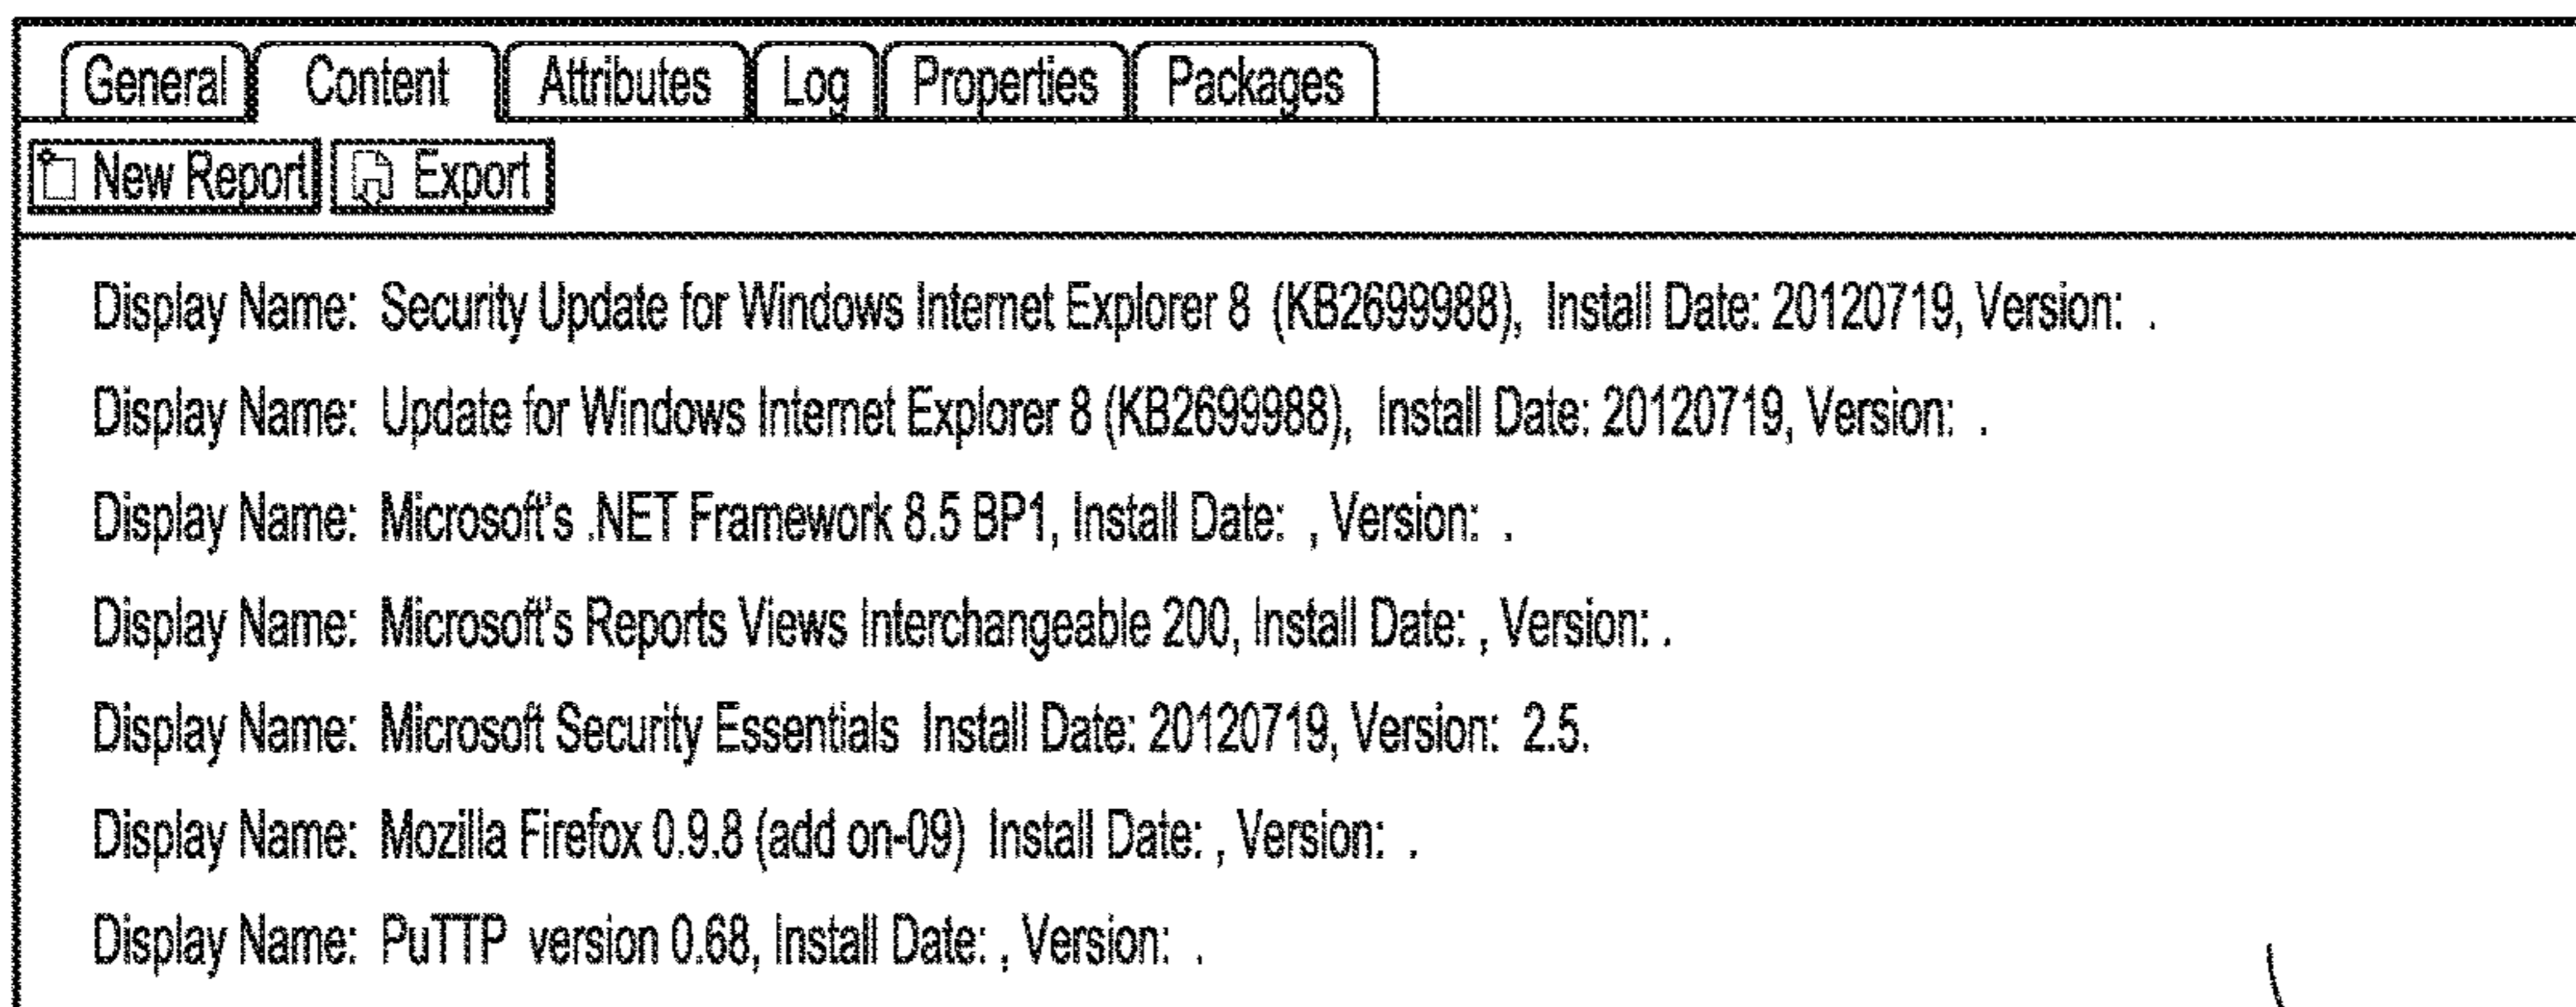 General Content Attributes Log Properties Packages
New Report Export
Display Name: Security Update for Windows Internet Explorer 8 (KB2699988), Install Date: 20120719, Version: .
Display Name: Update for Windows Internet Explorer 8 (KB2699988), Install Date: 20120719, Version: .
Display Name: Microsoft's .NET Framework 8.5 BP1, Install Date: , Version: .
Display Name: Microsoft's Reports Views Interchangeable 200, Install Date: , Version: .
Display Name: Microsoft Security Essentials Install Date: 20120719, Version: 2.5.
Display Name: Mozilla Firefox 0.9.8 (add on-09) Install Date: , Version: .
Display Name: PuTTP version 0.68, Install Date: , Version: .